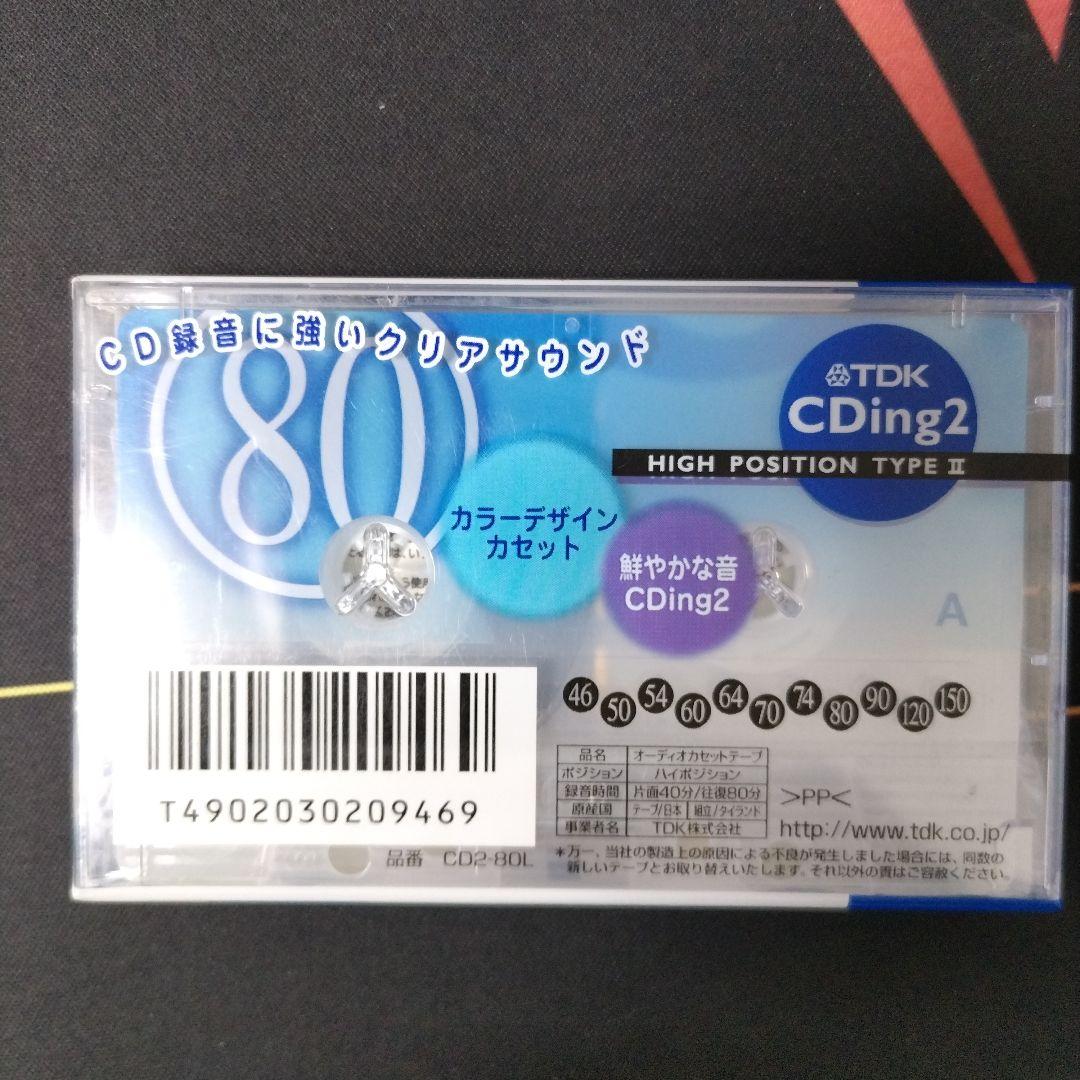 CD録音に強いクリアサウンド
80
TDK
CDing2
HIGH POSITION TYPE II
カラーデザイン
カセット
鮮やかな音
CDing2
A
46 50 54 60 64 70 74 80 90 120 150
T4902030209469
品名 オーディオカセットテープ
ポジション ハイポジション
録音時間 片面40分/往復80分
原産国 テープ/日本 組立/タイランド
事業者名 TDK株式会社
>PP<
http://www.tdk.co.jp/
品番 CD2-80L
*万一、当社の製造上の原因による不良が発生しました場合には、同数の
新しいテープとお取り替えいたします。それ以外の責はご容赦ください。